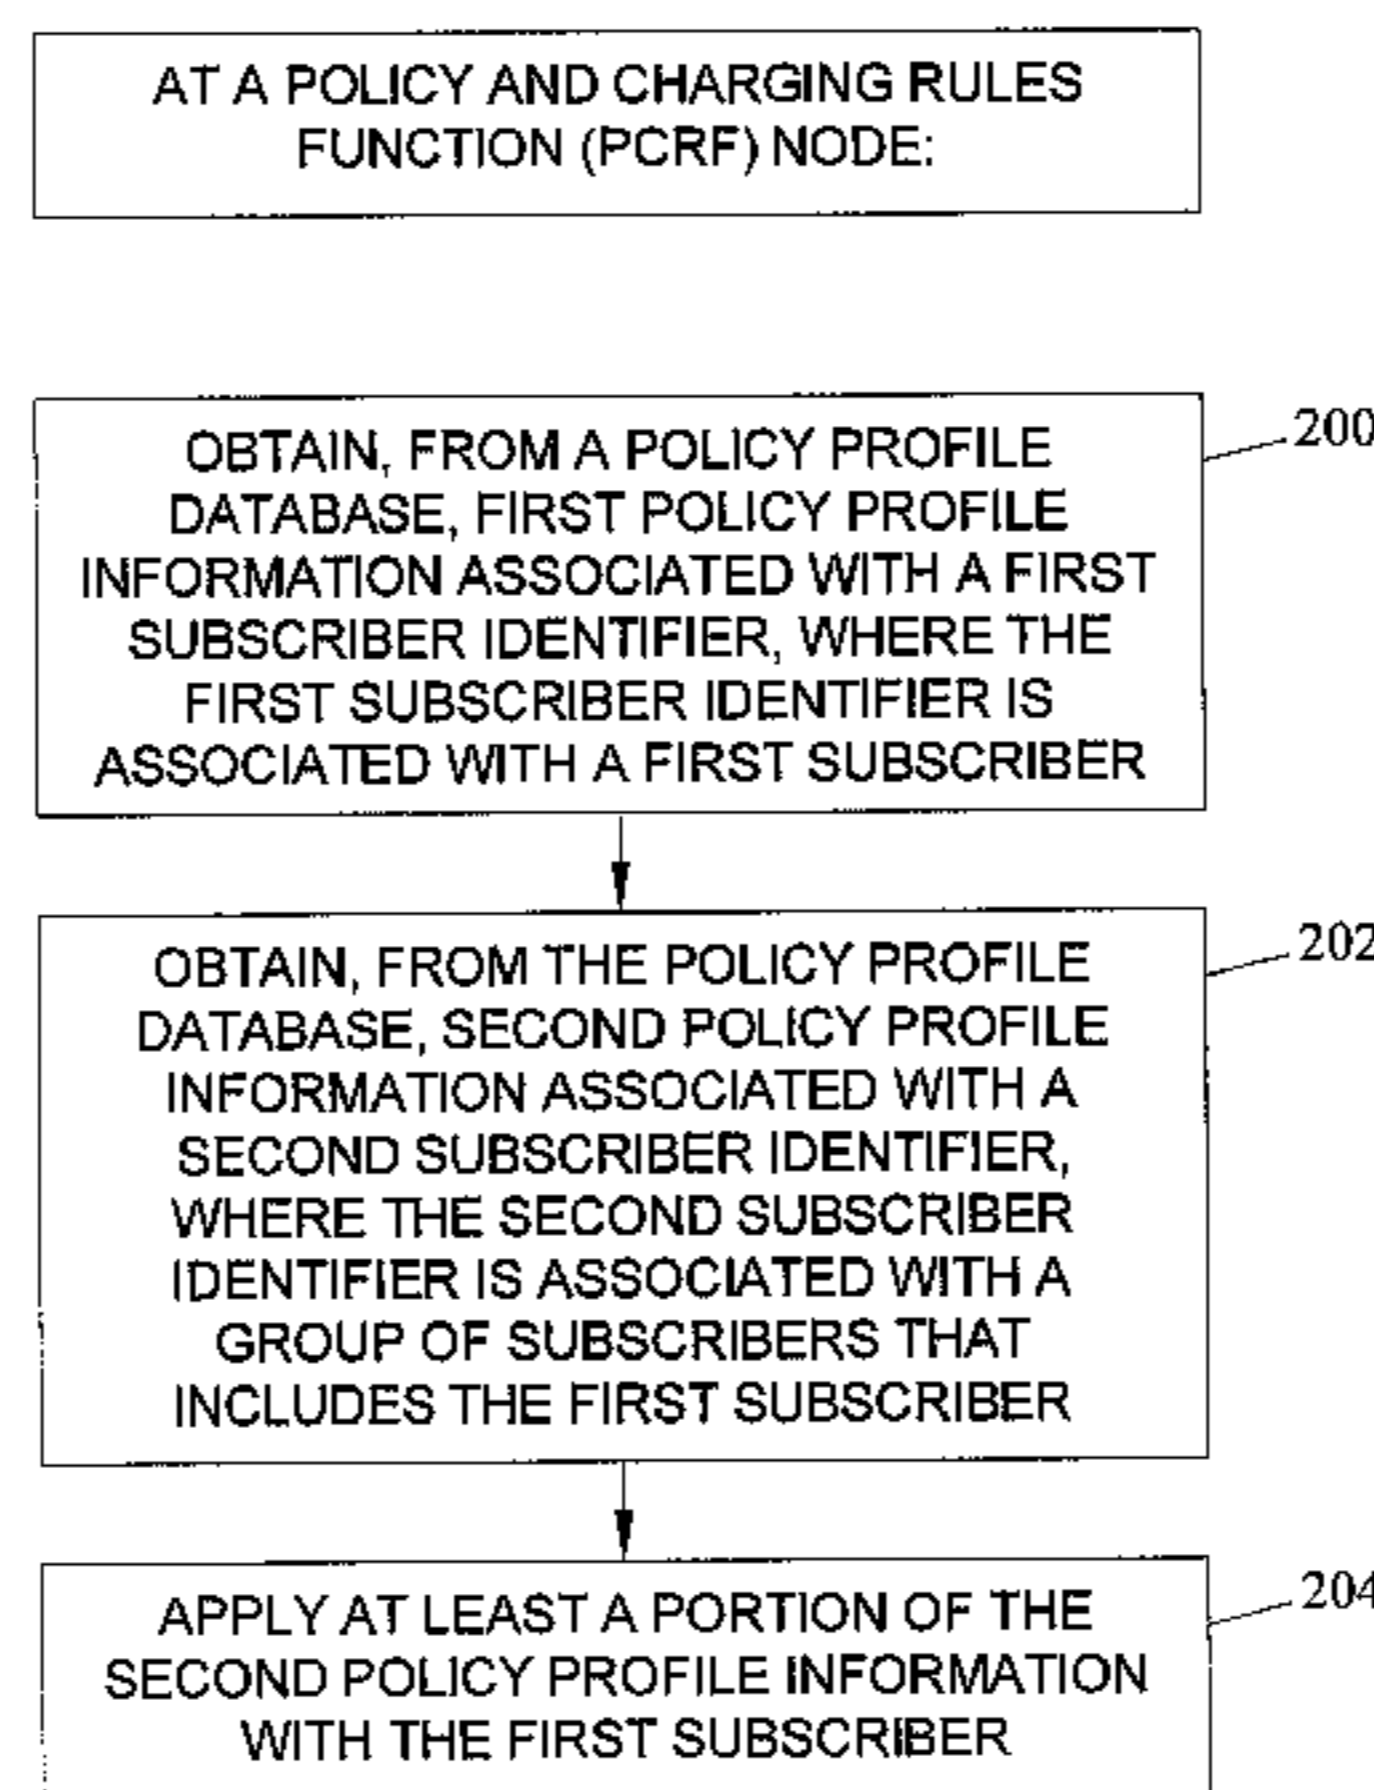 AT A POLICY AND CHARGING RULES
FUNCTION (PCRF) NODE:
OBTAIN, FROM A POLICY PROFILE
DATABASE, FIRST POLICY PROFILE
INFORMATION ASSOCIATED WITH A FIRST
SUBSCRIBER IDENTIFIER, WHERE THE
FIRST SUBSCRIBER IDENTIFIER IS
ASSOCIATED WITH A FIRST SUBSCRIBER
200
OBTAIN, FROM THE POLICY PROFILE
DATABASE, SECOND POLICY PROFILE
INFORMATION ASSOCIATED WITH A
SECOND SUBSCRIBER IDENTIFIER,
WHERE THE SECOND SUBSCRIBER
IDENTIFIER IS ASSOCIATED WITH A
GROUP OF SUBSCRIBERS THAT
INCLUDES THE FIRST SUBSCRIBER
202
APPLY AT LEAST A PORTION OF THE
SECOND POLICY PROFILE INFORMATION
WITH THE FIRST SUBSCRIBER
204